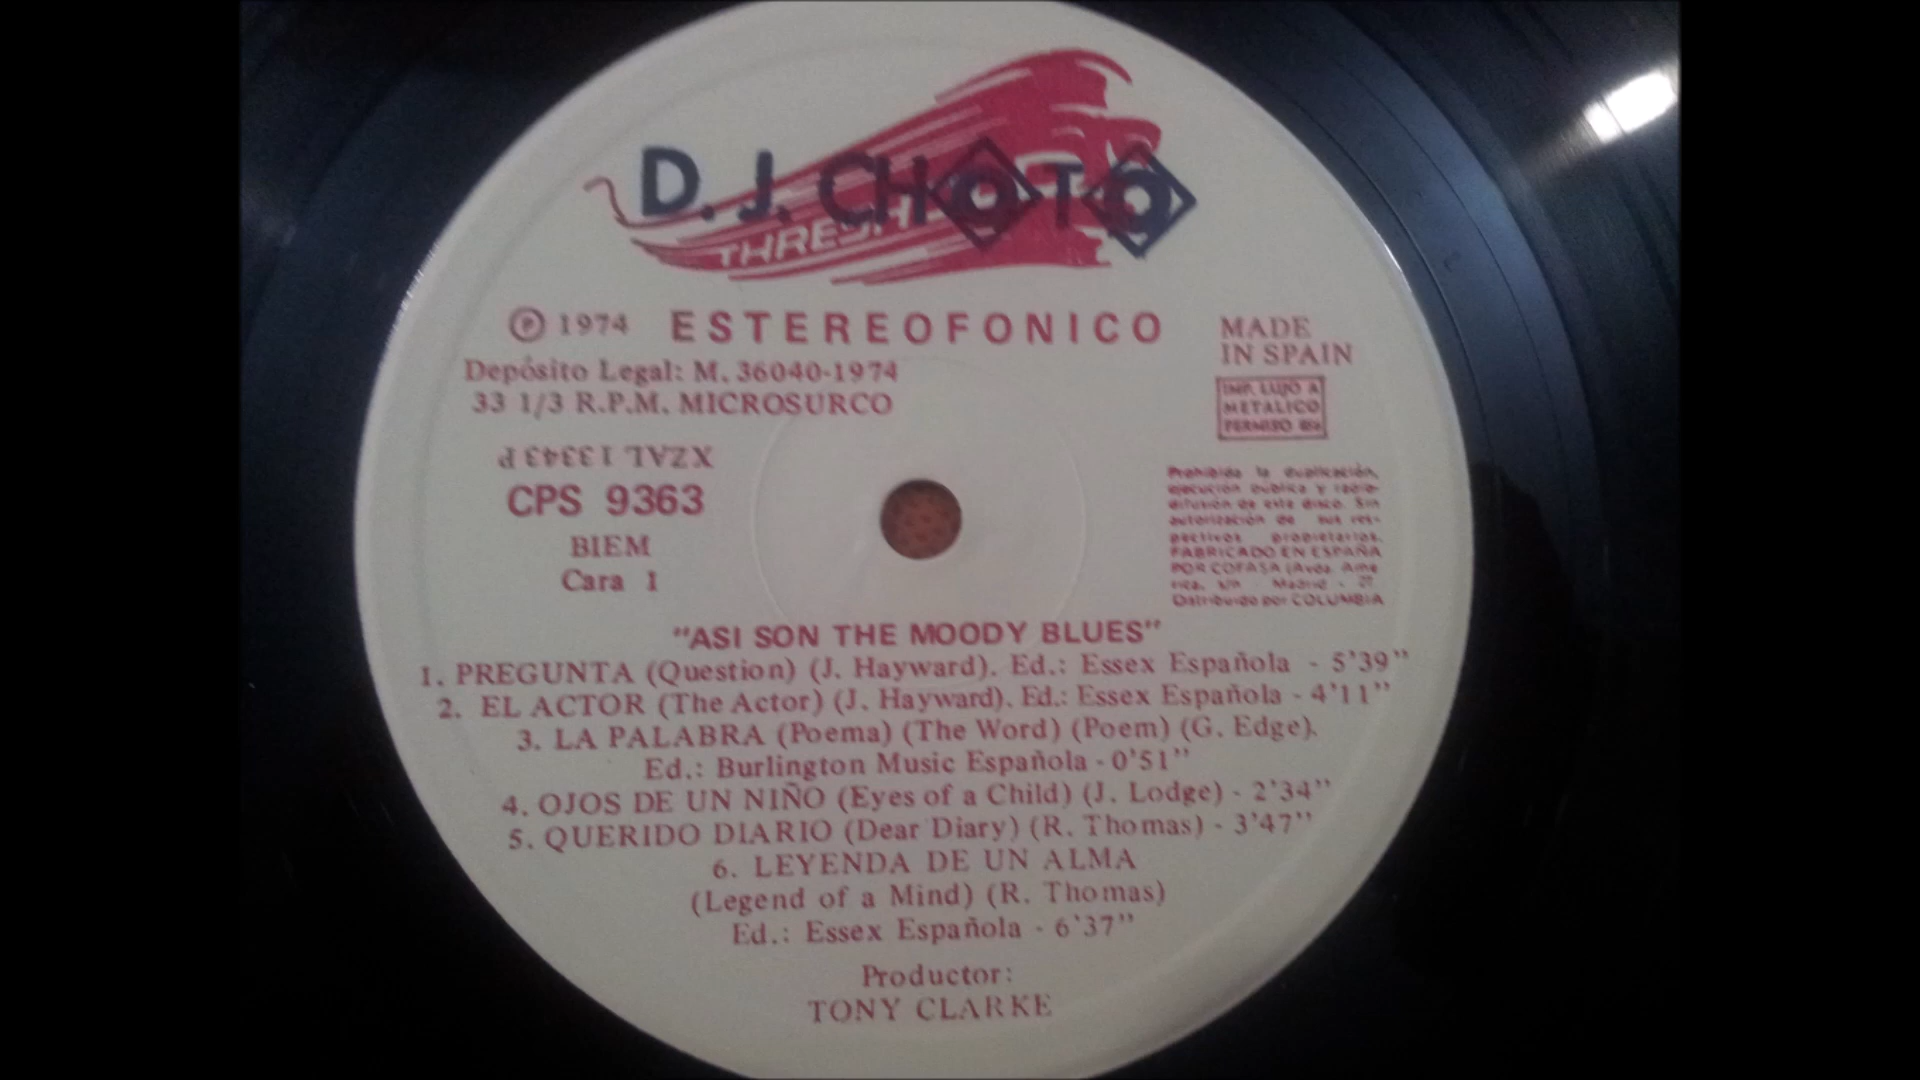 D.J. CHOTO
THRESH
Ⓟ 1974 ESTEREOFONICO
MADE
IN SPAIN
Depósito Legal: M. 36040-1974
33 1/3 R.P.M. MICROSURCO
IMP. LUJO A
METALICO
PERMISO
XZAL 13343 P
CPS 9363
BIEM
Cara 1
Prohibida la duplicación,
ejecución pública y radio-
difusión de este disco. Sin
autorización de sus res-
pectivos propietarios.
FABRICADO EN ESPAÑA
POR COFASA (Avda. Amé
rica, s/n - Madrid - 27.
Distribuido por COLUMBIA
"ASI SON THE MOODY BLUES"
1. PREGUNTA (Question) (J. Hayward). Ed.: Essex Española - 5'39"
2. EL ACTOR (The Actor) (J. Hayward). Ed.: Essex Española - 4'11"
3. LA PALABRA (Poema) (The Word) (Poem) (G. Edge).
Ed.: Burlington Music Española - 0'51"
4. OJOS DE UN NIÑO (Eyes of a Child) (J. Lodge) - 2'34"
5. QUERIDO DIARIO (Dear Diary) (R. Thomas) - 3'47"
6. LEYENDA DE UN ALMA
(Legend of a Mind) (R. Thomas)
Ed.: Essex Española - 6'37"
Productor:
TONY CLARKE